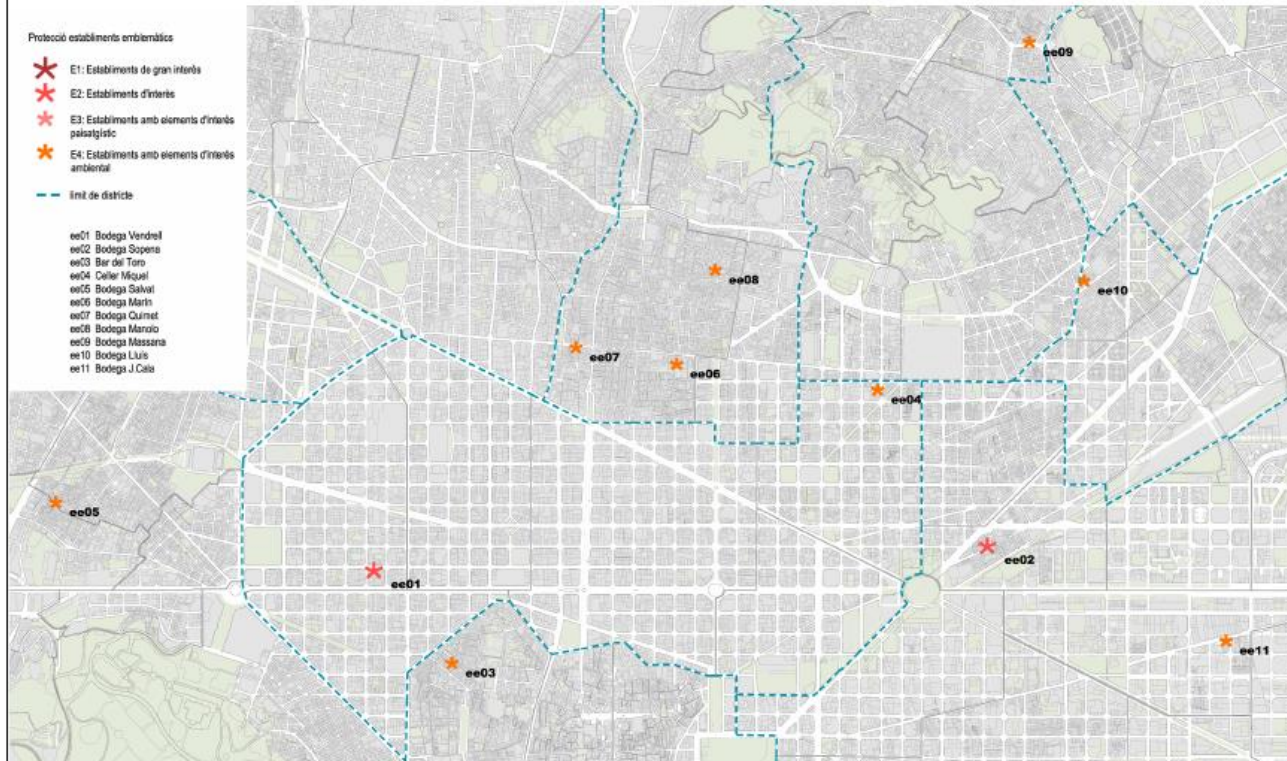 Protecció establiments emblemàtics
E1: Establiments de gran interès
E2: Establiments d'interès
E3: Establiments amb elements d'interès
paisatgístic
E4: Establiments amb elements d'interès
ambiental
límit de districte
ee01 Bodega Vendrell
ee02 Bodega Sopena
ee03 Bar del Toro
ee04 Celler Miquel
ee05 Bodega Salvat
ee06 Bodega Marín
ee07 Bodega Quimet
ee08 Bodega Manolo
ee09 Bodega Massana
ee10 Bodega Lluís
ee11 Bodega J.Cala
ee09
ee08
ee10
ee07
ee06
ee04
ee05
ee02
ee01
ee11
ee03